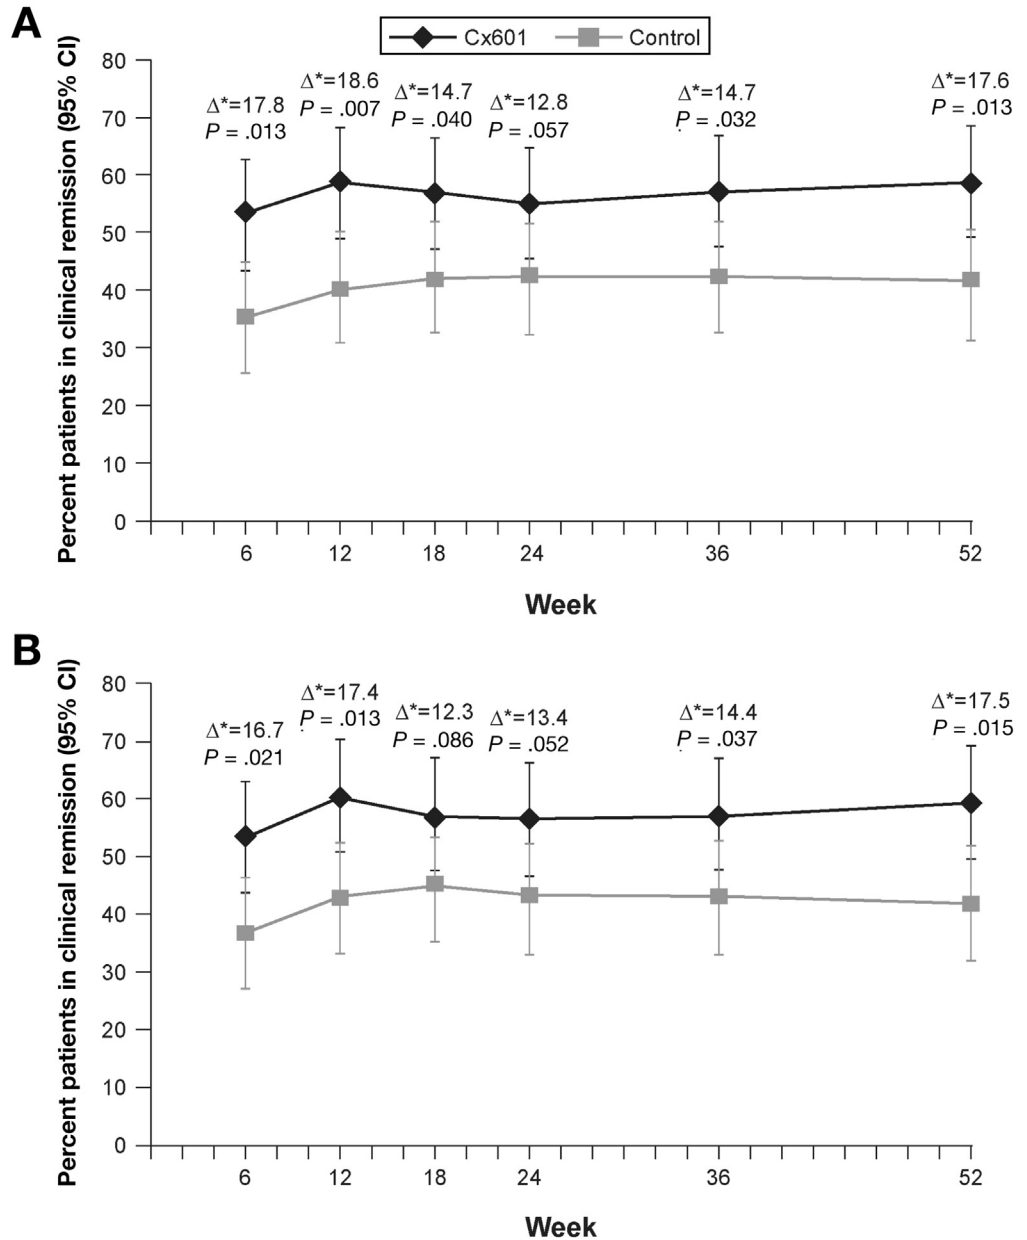 A
Cx601 Control
Percent patients in clinical remission (95% CI)
80
70
60
50
40
30
20
10
0
Δ*=17.8
P = .013
Δ*=18.6
P = .007
Δ*=14.7
P = .040
Δ*=12.8
P = .057
Δ*=14.7
P = .032
Δ*=17.6
P = .013
6 12 18 24 36 52
Week
B
Percent patients in clinical remission (95% CI)
80
70
60
50
40
30
20
10
0
Δ*=16.7
P = .021
Δ*=17.4
P = .013
Δ*=12.3
P = .086
Δ*=13.4
P = .052
Δ*=14.4
P = .037
Δ*=17.5
P = .015
6 12 18 24 36 52
Week